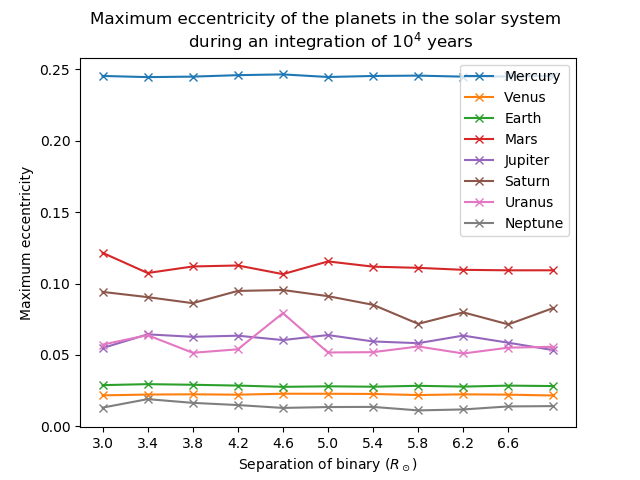 Maximum eccentricity of the planets in the solar system
during an integration of 10⁴ years
0.25
0.20
0.15
0.10
0.05
0.00
Maximum eccentricity
Mercury
Venus
Earth
Mars
Jupiter
Saturn
Uranus
Neptune
3.0 3.4 3.8 4.2 4.6 5.0 5.4 5.8 6.2 6.6
Separation of binary (R⊙)